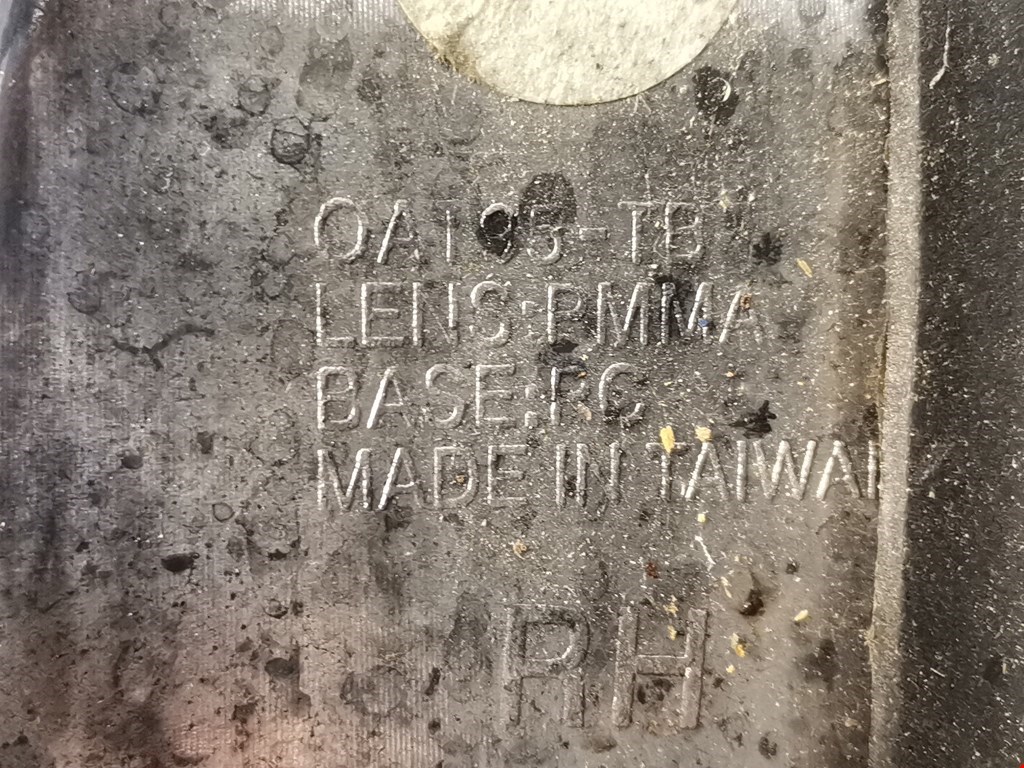 LENS:PMMA
BASE:PC
MADE IN TAIWAN
RH